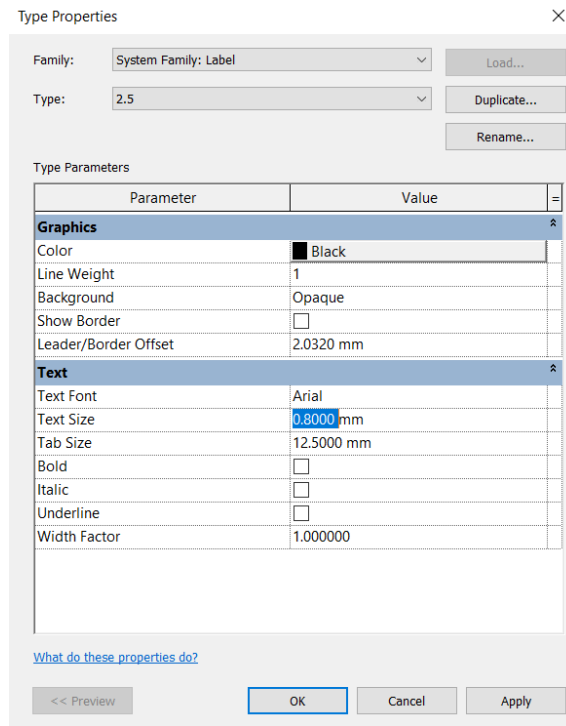 Type Properties
Family: System Family: Label Load...
Type: 2.5 Duplicate...
Rename...
Type Parameters
Parameter Value =
Graphics
Color Black
Line Weight 1
Background Opaque
Show Border
Leader/Border Offset 2.0320 mm
Text
Text Font Arial
Text Size 0.8000 mm
Tab Size 12.5000 mm
Bold
Italic
Underline
Width Factor 1.000000
What do these properties do?
<< Preview OK Cancel Apply